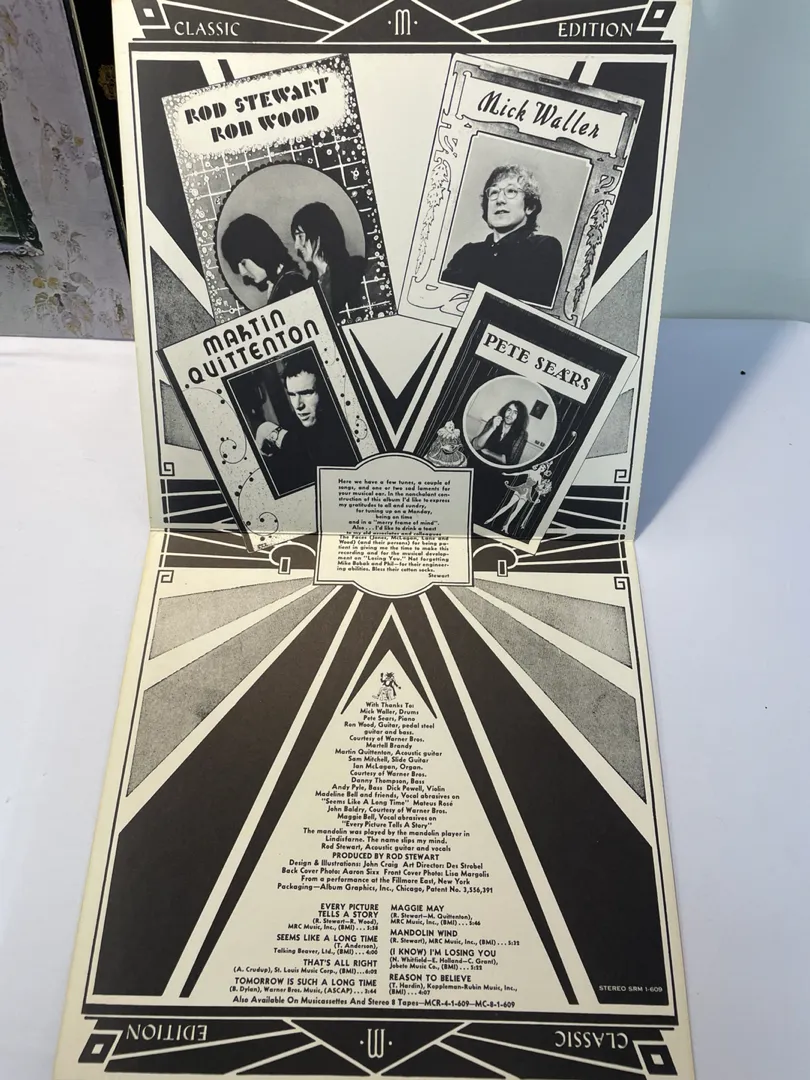 CLASSIC
M
EDITION
ROD STEWART
RON WOOD
Mick Waller
MARTIN
QUITTENTON
PETE SEARS
Here we have a few tunes, a couple of
songs, and one or two sad laments for
your musical ear. In the nonchalant con-
struction of this album I'd like to express
my gratitudes to all and sundry,
for tuning up on a Monday,
being on time
and in a "merry frame of mind".
Also . . . I'd like to drink a toast
to my old associates and colleagues
The Faces (Jones, McLagan, Lane and
Wood) (and their persons) for being pa-
tient in giving me the time to make this
recording and for the musical develop-
ment on "Losing You." Not forgetting
Mike Bobak and Phil—for their engineer-
ing abilities. Bless their cotton socks.
Stewart
With Thanks To:
Mick Waller, Drums
Pete Sears, Piano
Ron Wood, Guitar, pedal steel
guitar and bass.
Courtesy of Warner Bros.
Martell Brandy
Martin Quittenton, Acoustic guitar
Sam Mitchell, Slide Guitar
Ian McLagan, Organ.
Courtesy of Warner Bros.
Danny Thompson, Bass
Andy Pyle, Bass Dick Powell, Violin
Madeline Bell and friends, Vocal abrasives on
"Seems Like A Long Time" Mateus Rosé
John Baldry, Courtesy of Warner Bros.
Maggie Bell, Vocal abrasives on
"Every Picture Tells A Story"
The mandolin was played by the mandolin player in
Lindisfarne. The name slips my mind.
Rod Stewart, Acoustic guitar and vocals
PRODUCED BY ROD STEWART
Design & Illustrations: John Craig Art Director: Des Strobel
Back Cover Photo: Aaron Sixx Front Cover Photo: Lisa Margolis
From a performance at the Fillmore East, New York
Packaging—Album Graphics, Inc., Chicago, Patent No. 3,556,391
EVERY PICTURE
TELLS A STORY
(R. Stewart—R. Wood),
MRC Music, Inc., (BMI) . . . 5:58
SEEMS LIKE A LONG TIME
(T. Anderson),
Talking Beaver, Ltd., (BMI) . . . 4:00
THAT'S ALL RIGHT
(A. Crudup), St. Louis Music Corp., (BMI) . . . 6:02
TOMORROW IS SUCH A LONG TIME
(B. Dylan), Warner Bros. Music, (ASCAP) . . . 3:44
MAGGIE MAY
(R. Stewart—M. Quittenton),
MRC Music, Inc., (BMI) . . . 5:46
MANDOLIN WIND
(R. Stewart), MRC Music, Inc., (BMI) . . . 5:32
(I KNOW) I'M LOSING YOU
(N. Whitfield—E. Holland—C. Grant),
Jobete Music Co., (BMI) . . . 5:22
REASON TO BELIEVE
(T. Hardin), Koppleman-Rubin Music, Inc.,
(BMI) . . . 4:07
STEREO SRM 1-609
Also Available On Musicassettes And Stereo 8 Tapes—MCR-4-1-609—MC-8-1-609
EDITION
M
CLASSIC